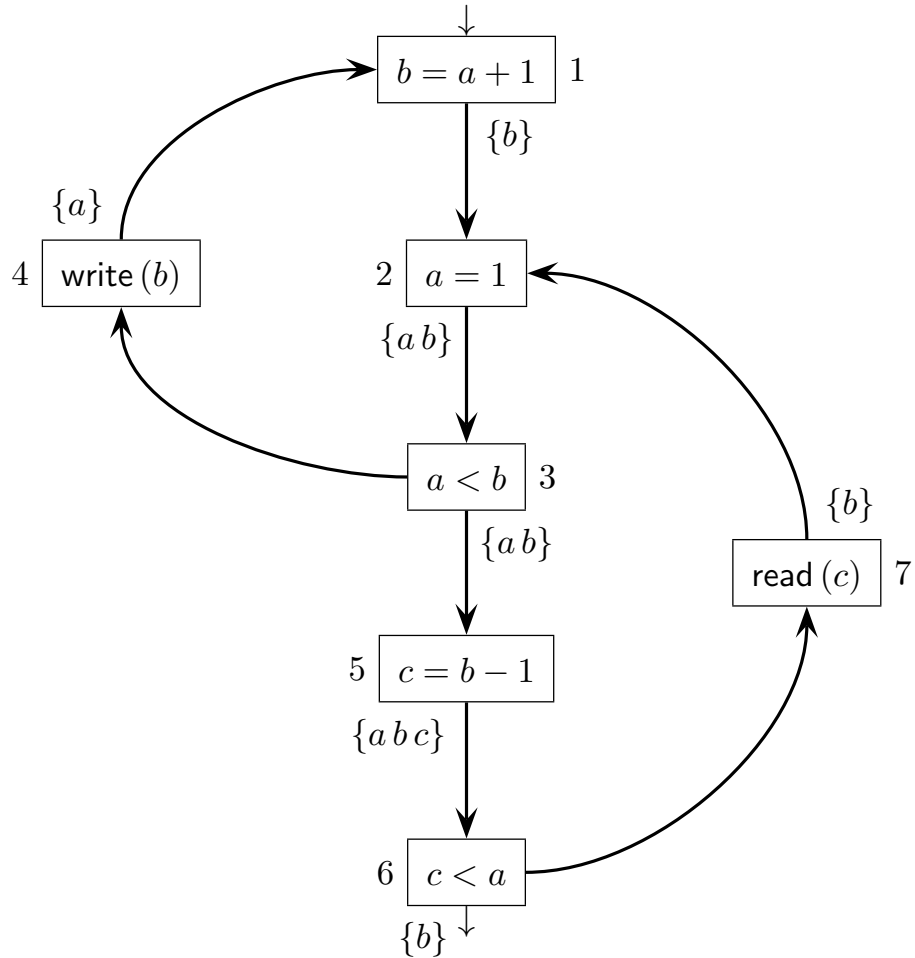 b = a + 1 1
{b}
{a}
4 write (b)
2 a = 1
{a b}
a < b 3
{b}
{a b}
read (c) 7
5 c = b − 1
{a b c}
6 c < a
{b}